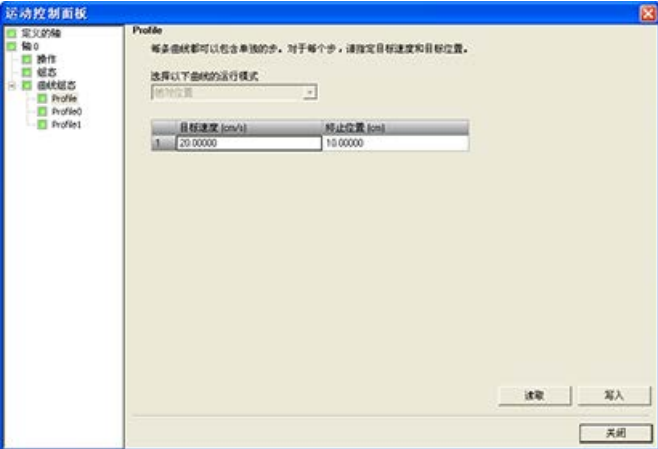 运动控制面板
定义的轴
轴 0
操作
组态
曲线组态
Profile
Profile0
Profile1
Profile
每条曲线都可以包含单独的步。对于每个步，请指定目标速度和目标位置。
选择以下曲线的运行模式
绝对位置
目标速度 (cm/s) 终止位置 (cm)
1 20.00000 10.00000
读取 写入
关闭